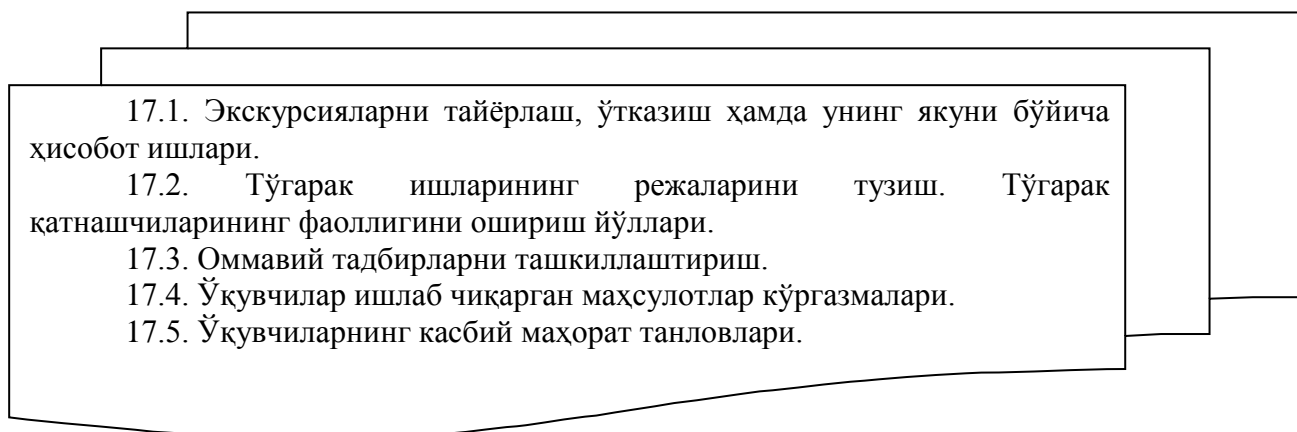 17.1. Экскурсияларни тайёрлаш, ўтказиш ҳамда унинг якуни бўйича
ҳисобот ишлари.
17.2. Тўгарак ишларининг режаларини тузиш. Тўгарак
қатнашчиларининг фаоллигини ошириш йўллари.
17.3. Оммавий тадбирларни ташкиллаштириш.
17.4. Ўқувчилар ишлаб чиқарган маҳсулотлар кўргазмалари.
17.5. Ўқувчиларнинг касбий маҳорат танловлари.